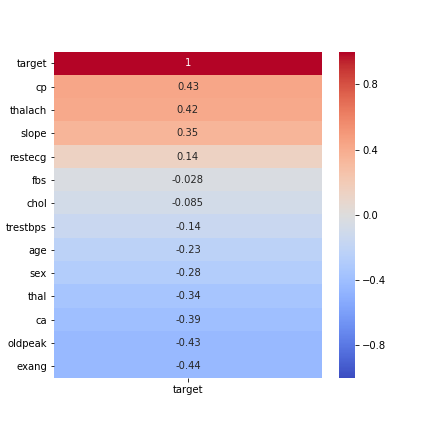 target 1
cp 0.43
thalach 0.42
slope 0.35
restecg 0.14
fbs -0.028
chol -0.085
trestbps -0.14
age -0.23
sex -0.28
thal -0.34
ca -0.39
oldpeak -0.43
exang -0.44
target
0.8
0.4
0.0
-0.4
-0.8